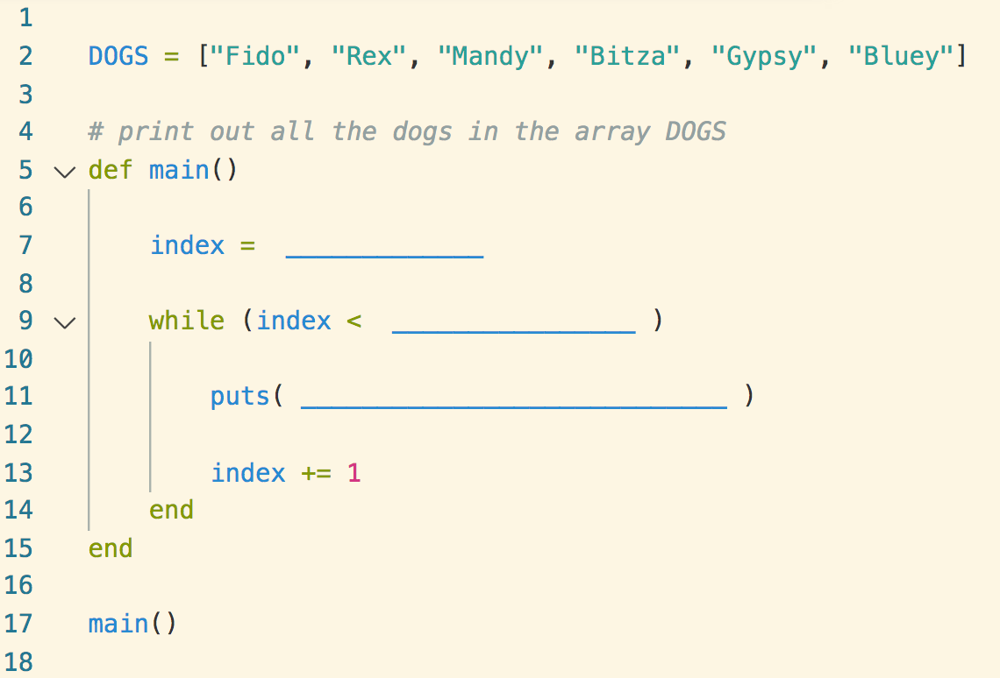 1
2 DOGS = ["Fido", "Rex", "Mandy", "Bitza", "Gypsy", "Bluey"]
3
4 # print out all the dogs in the array DOGS
5 def main()
6
7 index = _____________
8
9 while (index < ________________ )
10
11 puts( ____________________________ )
12
13 index += 1
14 end
15 end
16
17 main()
18